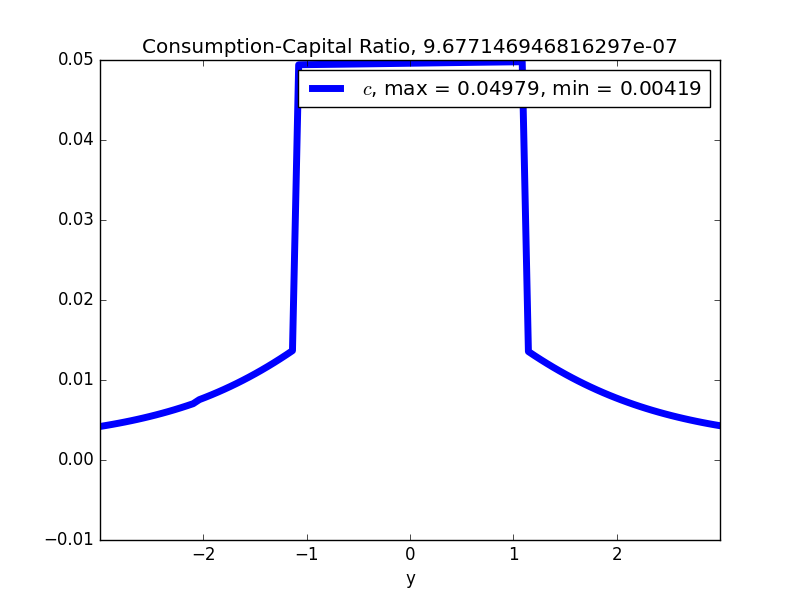 Consumption-Capital Ratio, 9.677146946816297e-07
c, max = 0.04979, min = 0.00419
0.05
0.04
0.03
0.02
0.01
0.00
−0.01
−2 −1 0 1 2
y